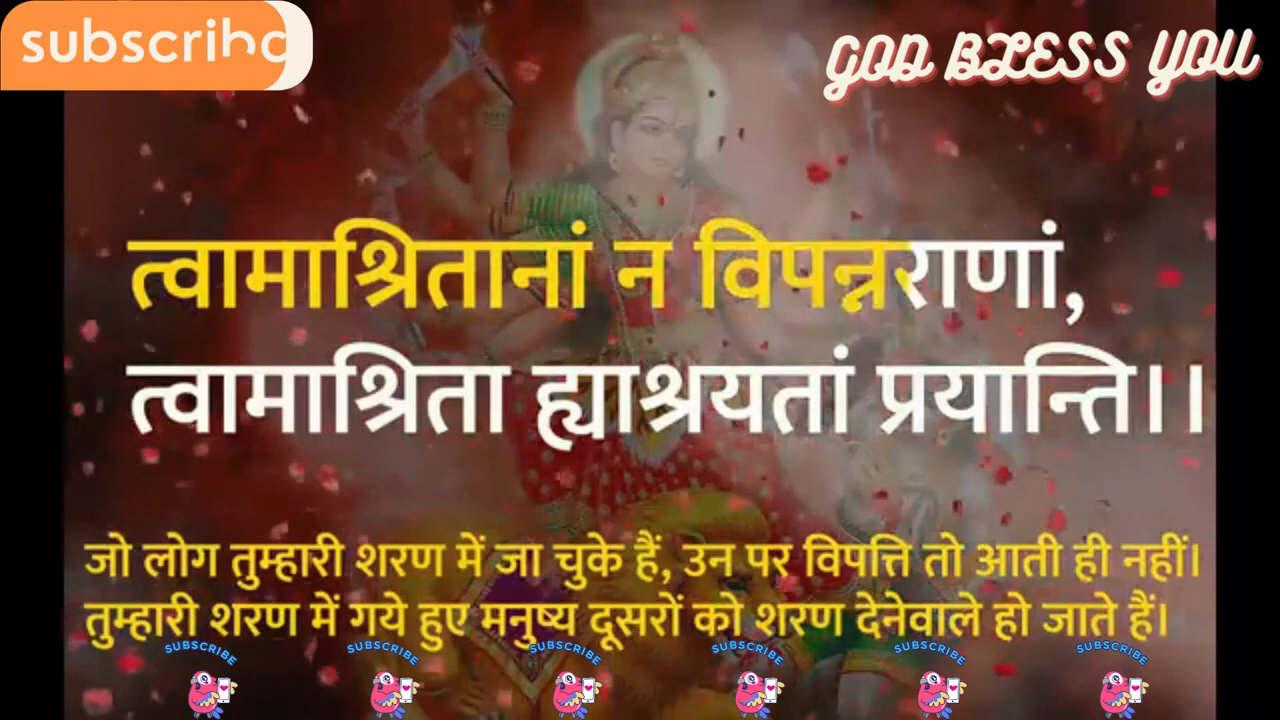 subscribe
GOD BLESS YOU
त्वामाश्रितानां न विपन्नराणां,
त्वामाश्रिता ह्याश्रयतां प्रयान्ति।।
जो लोग तुम्हारी शरण में जा चुके हैं, उन पर विपत्ति तो आती ही नहीं।
तुम्हारी शरण में गये हुए मनुष्य दूसरों को शरण देनेवाले हो जाते हैं।
SUBSCRIBE SUBSCRIBE SUBSCRIBE SUBSCRIBE SUBSCRIBE SUBSCRIBE